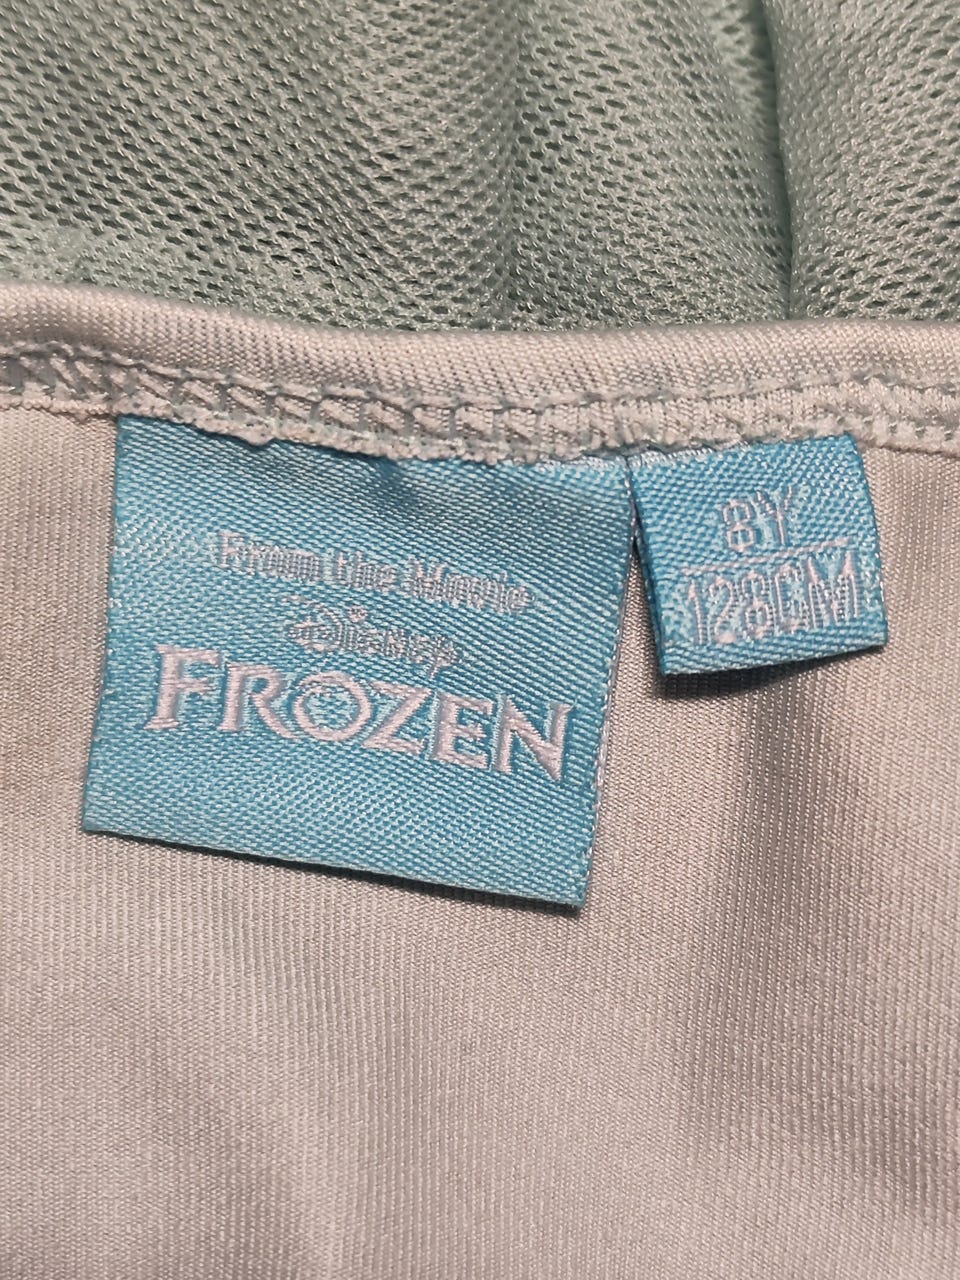 From the Movie
Disney
FROZEN
8Y
128CM